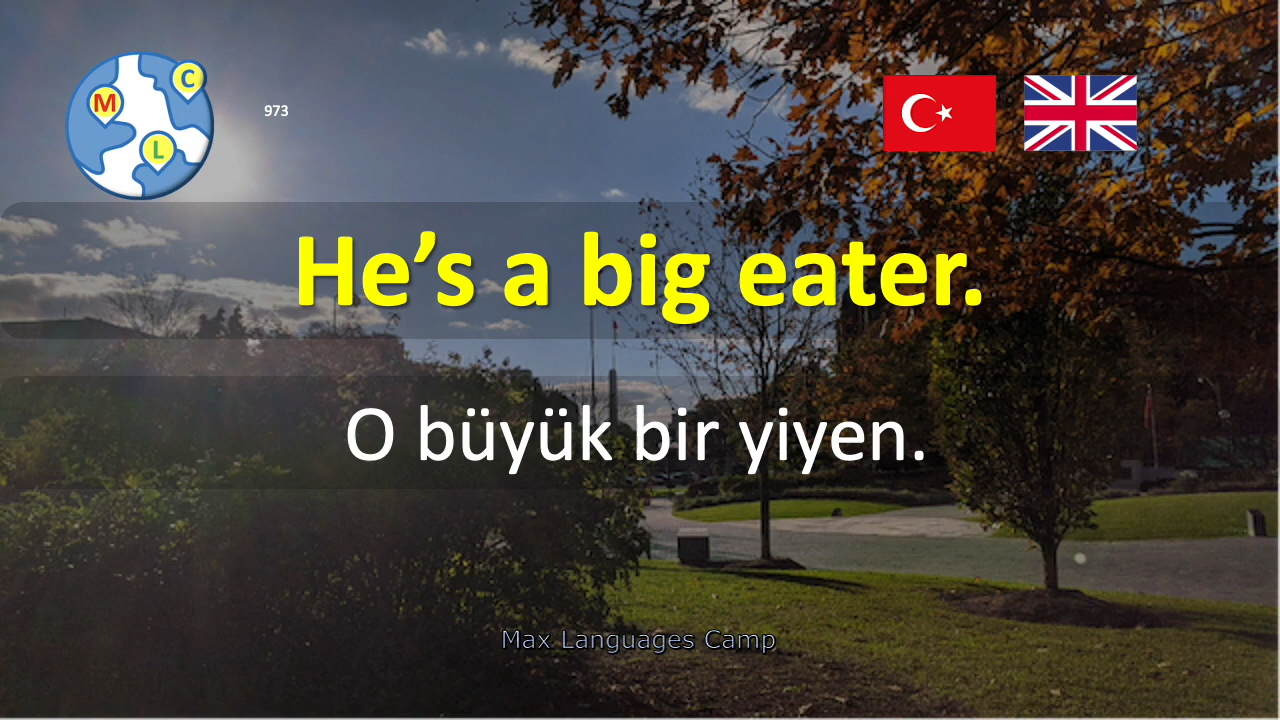 C
M
L
973
He’s a big eater.
O büyük bir yiyen.
Max Languages Camp